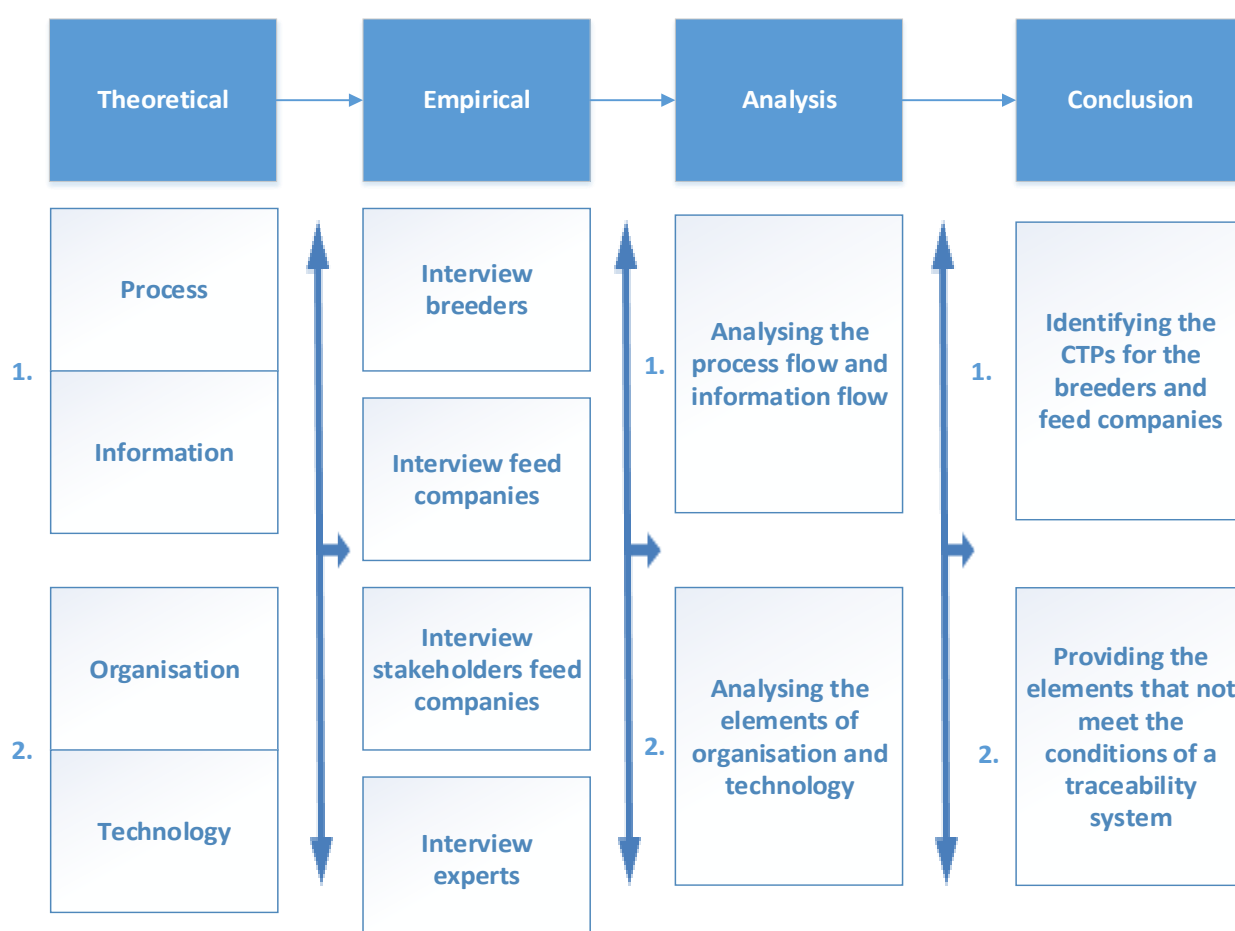 Theoretical
Empirical
Analysis
Conclusion
1.
Process
Information
2.
Organisation
Technology
Interview
breeders
Interview feed
companies
Interview
stakeholders feed
companies
Interview
experts
1.
Analysing the
process flow and
information flow
2.
Analysing the
elements of
organisation and
technology
1.
Identifying the
CTPs for the
breeders and
feed companies
2.
Providing the
elements that not
meet the
conditions of a
traceability
system